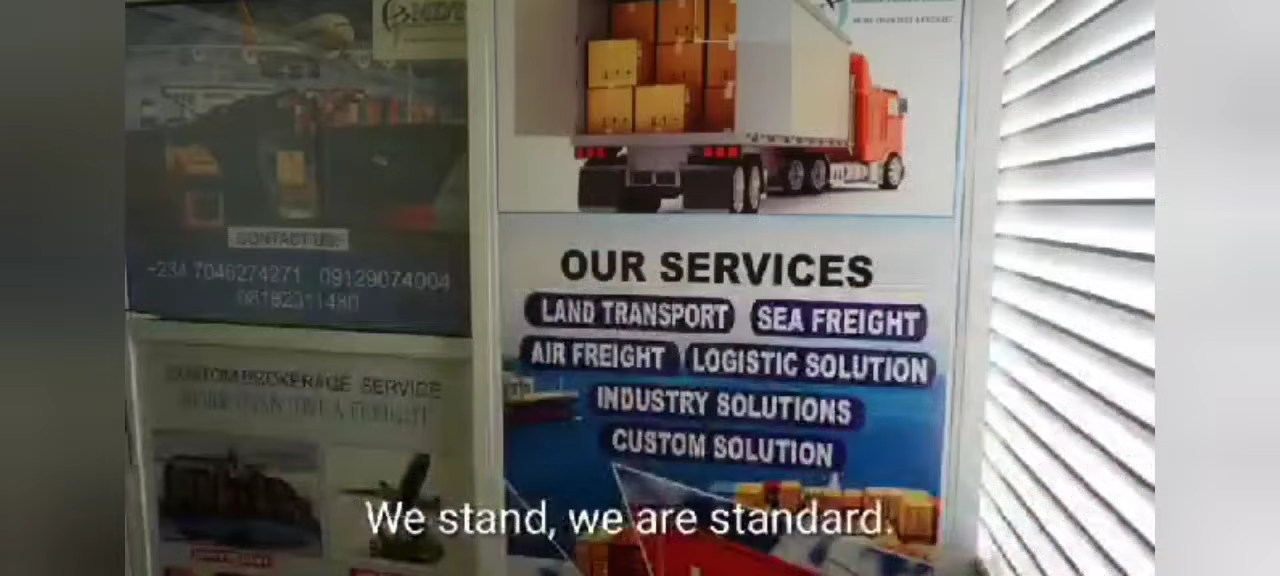 CONTACT US:
+234 7046274271 09129074004
OUR SERVICES
LAND TRANSPORT SEA FREIGHT
AIR FREIGHT LOGISTIC SOLUTION
INDUSTRY SOLUTIONS
CUSTOM SOLUTION
CUSTOM BROKERAGE SERVICE
We stand, we are standard.